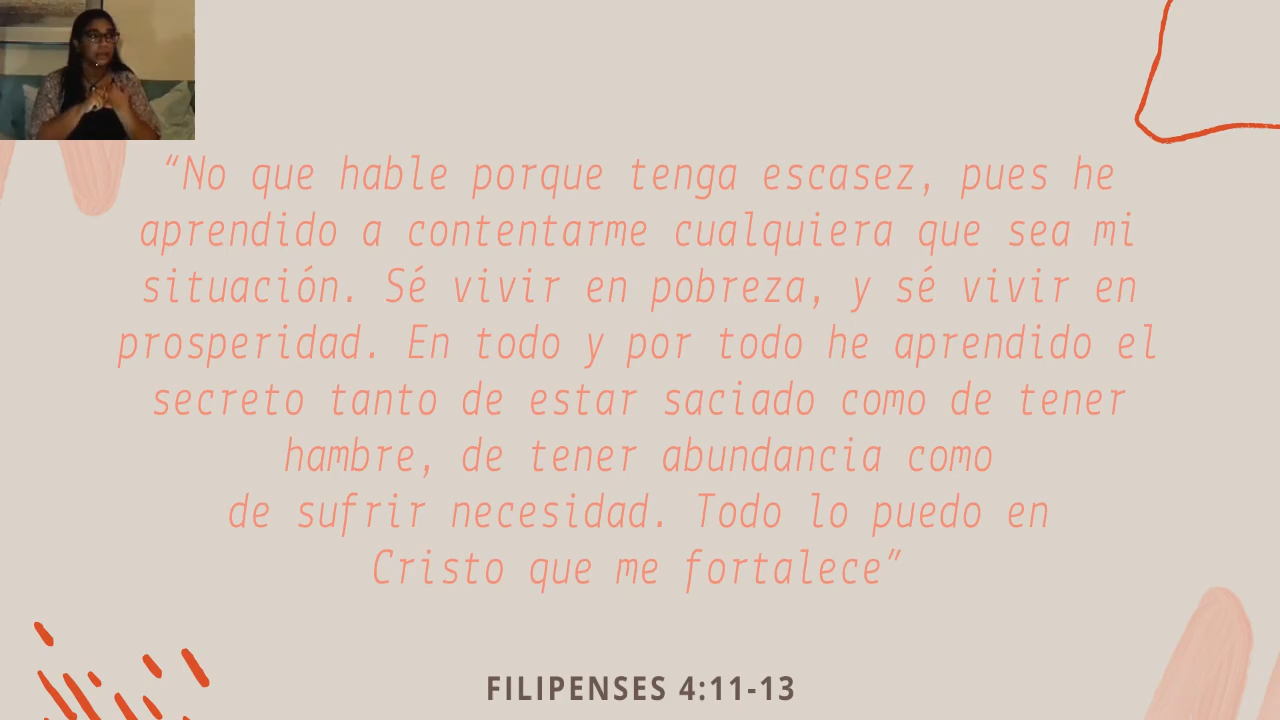 “No que hable porque tenga escasez, pues he
aprendido a contentarme cualquiera que sea mi
situación. Sé vivir en pobreza, y sé vivir en
prosperidad. En todo y por todo he aprendido el
secreto tanto de estar saciado como de tener
hambre, de tener abundancia como
de sufrir necesidad. Todo lo puedo en
Cristo que me fortalece”
FILIPENSES 4:11-13